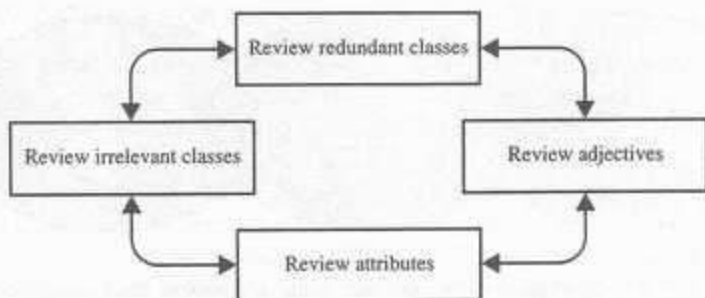 Review redundant classes
Review irrelevant classes
Review adjectives
Review attributes